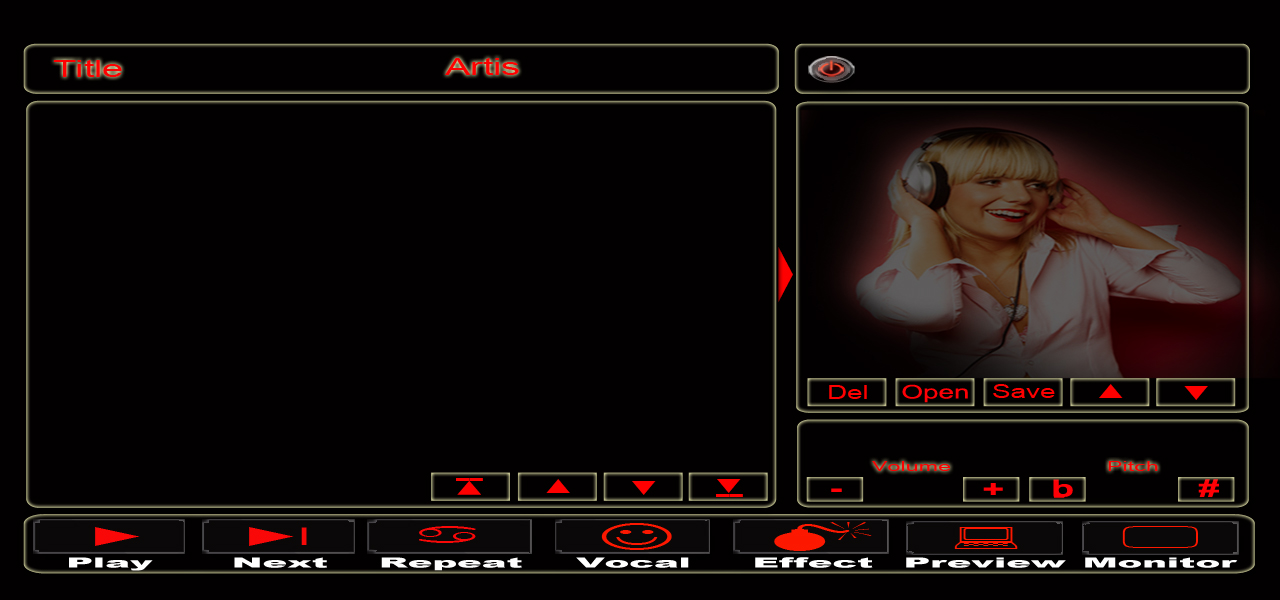 Title Artis
Del Open Save
Volume Pitch
- + b #
Play Next Repeat Vocal Effect Preview Monitor